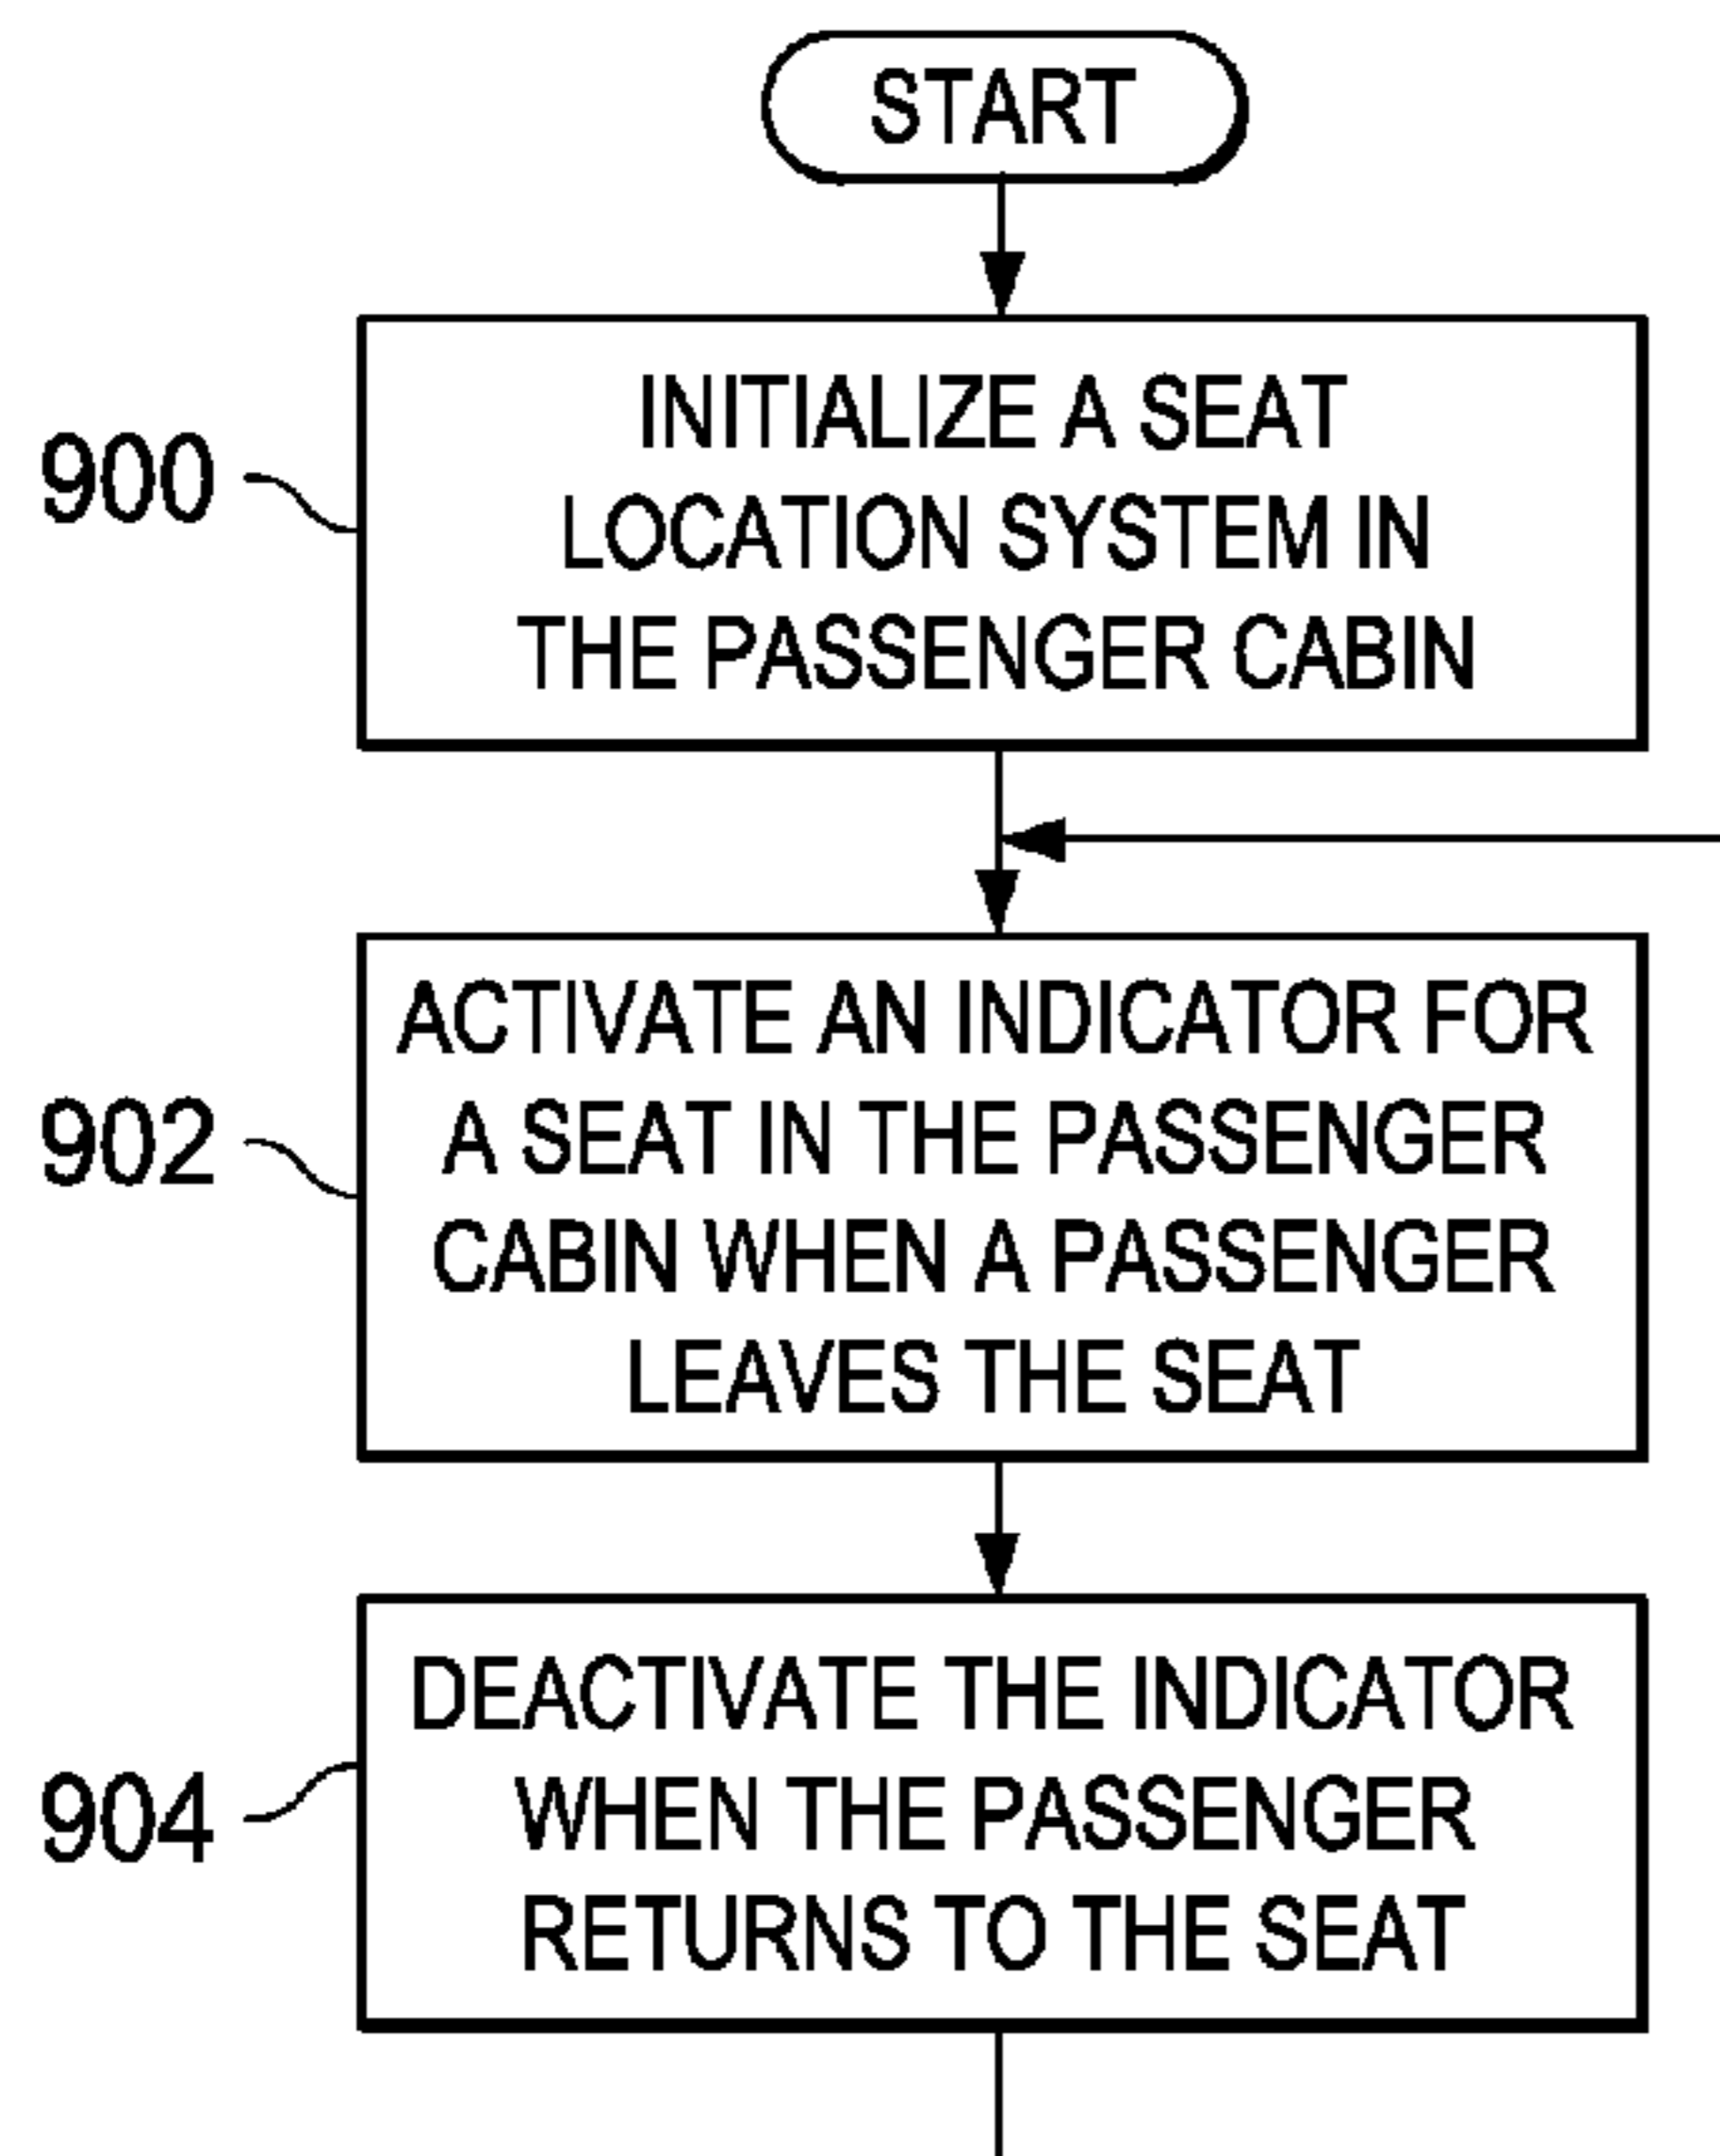 START
900
INITIALIZE A SEAT
LOCATION SYSTEM IN
THE PASSENGER CABIN
902
ACTIVATE AN INDICATOR FOR
A SEAT IN THE PASSENGER
CABIN WHEN A PASSENGER
LEAVES THE SEAT
904
DEACTIVATE THE INDICATOR
WHEN THE PASSENGER
RETURNS TO THE SEAT